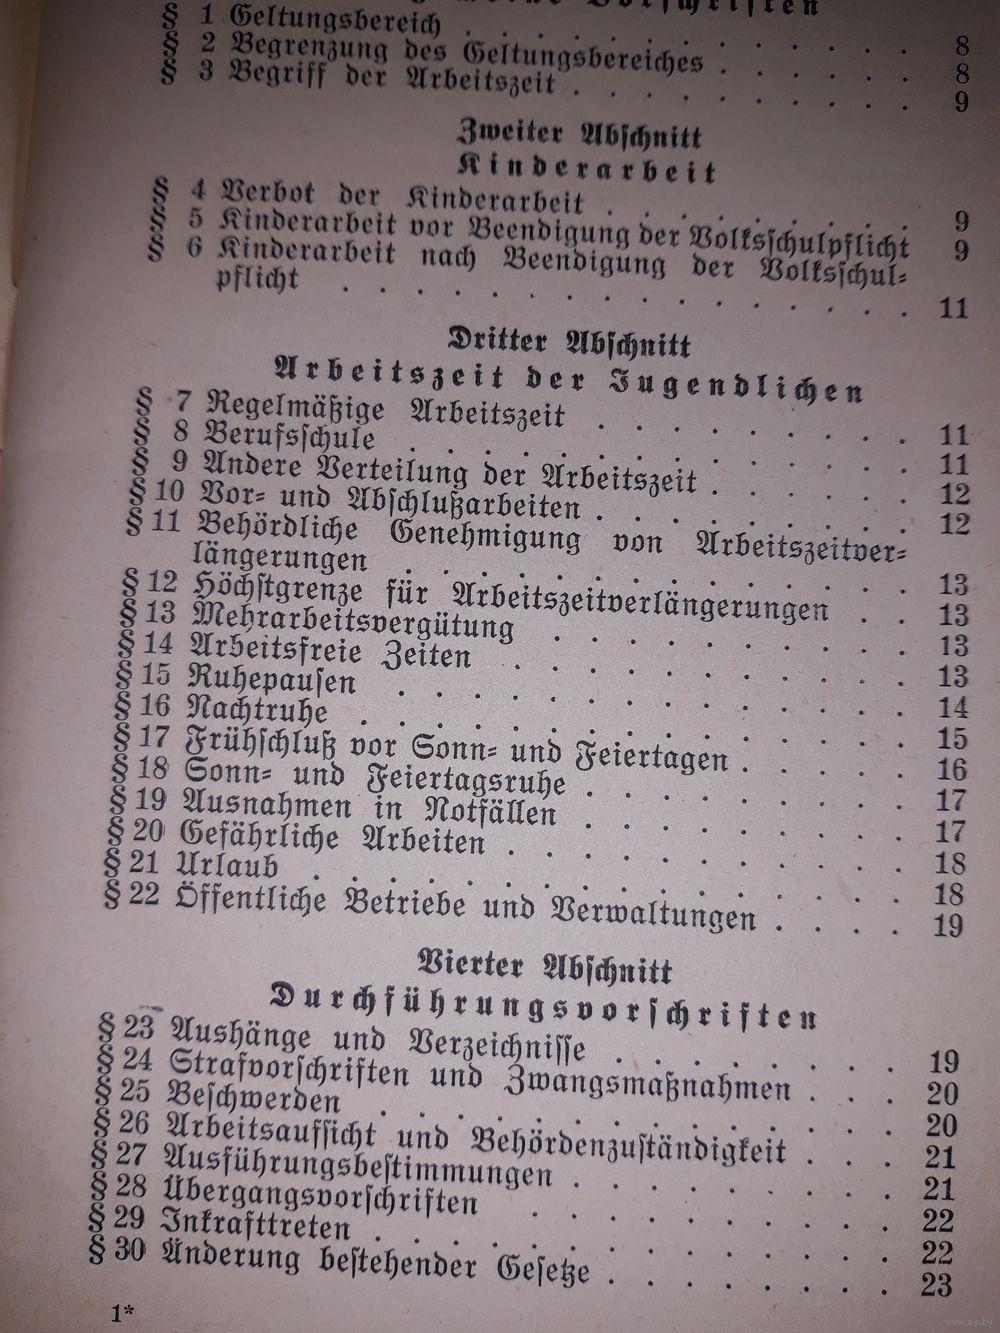 Vorschriften
§ 1 Geltungsbereich . . . . . . . . . . . . 8
§ 2 Begrenzung des Geltungsbereiches . . . . . . 8
§ 3 Begriff der Arbeitszeit . . . . . . . . . . 9
Zweiter Abschnitt
Kinderarbeit
§ 4 Verbot der Kinderarbeit . . . . . . . . . 9
§ 5 Kinderarbeit vor Beendigung der Volksschulpflicht 9
§ 6 Kinderarbeit nach Beendigung der Volksschul-
pflicht . . . . . . . . . . . . . . . . 11
Dritter Abschnitt
Arbeitszeit der Jugendlichen
§ 7 Regelmäßige Arbeitszeit . . . . . . . . . 11
§ 8 Berufsschule . . . . . . . . . . . . . . 11
§ 9 Andere Verteilung der Arbeitszeit . . . . . . 12
§ 10 Vor- und Abschlußarbeiten . . . . . . . . . 12
§ 11 Behördliche Genehmigung von Arbeitszeitver-
längerungen . . . . . . . . . . . . . . 13
§ 12 Höchstgrenze für Arbeitszeitverlängerungen . . 13
§ 13 Mehrarbeitsvergütung . . . . . . . . . . 13
§ 14 Arbeitsfreie Zeiten . . . . . . . . . . . 13
§ 15 Ruhepausen . . . . . . . . . . . . . . 14
§ 16 Nachtruhe . . . . . . . . . . . . . . . 15
§ 17 Frühschluß vor Sonn- und Feiertagen . . . . . 16
§ 18 Sonn- und Feiertagsruhe . . . . . . . . . 17
§ 19 Ausnahmen in Notfällen . . . . . . . . . 17
§ 20 Gefährliche Arbeiten . . . . . . . . . . . 18
§ 21 Urlaub . . . . . . . . . . . . . . . . 18
§ 22 Öffentliche Betriebe und Verwaltungen . . . . 19
Vierter Abschnitt
Durchführungsvorschriften
§ 23 Aushänge und Verzeichnisse . . . . . . . . 19
§ 24 Strafvorschriften und Zwangsmaßnahmen . . . 20
§ 25 Beschwerden . . . . . . . . . . . . . . 20
§ 26 Arbeitsaufsicht und Behördenzuständigkeit . . . 21
§ 27 Ausführungsbestimmungen . . . . . . . . . 21
§ 28 Übergangsvorschriften . . . . . . . . . . 22
§ 29 Inkrafttreten . . . . . . . . . . . . . . 22
§ 30 Änderung bestehender Gesetze . . . . . . . . 23
1*
www.ay.by